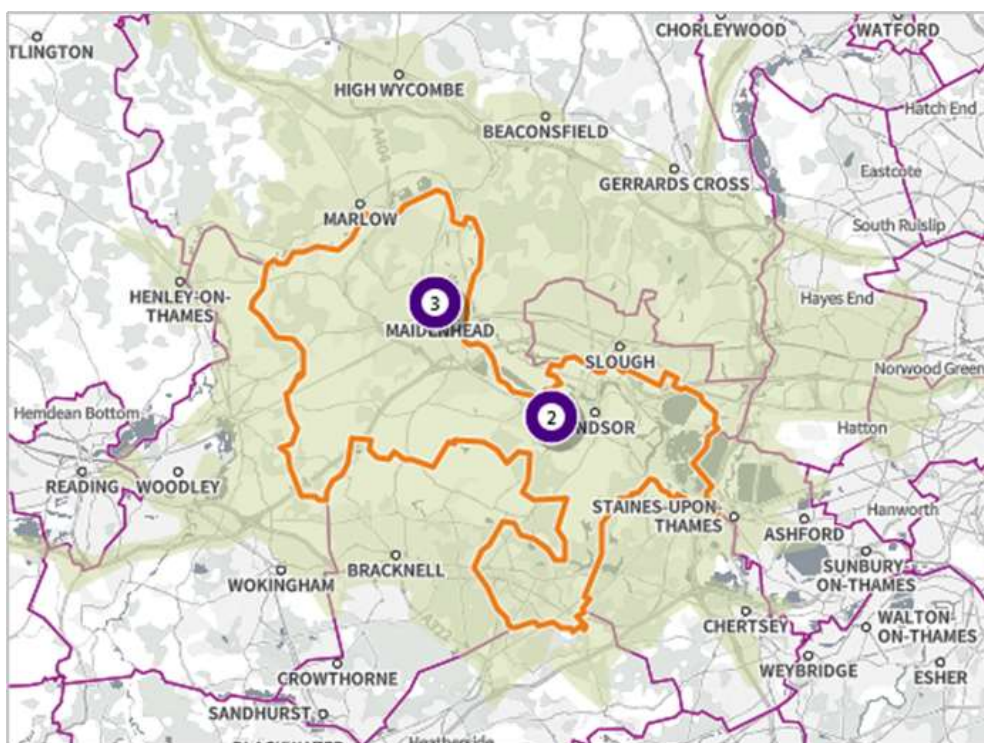 CHORLEYWOOD
WATFORD
TLINGTON
HIGH WYCOMBE
Hatch End
BEACONSFIELD
A404
Eastcote
GERRARDS CROSS
MARLOW
South Ruislip
HENLEY-ON-
THAMES
3
Hayes End
MAIDENHEAD
SLOUGH
Norwood Green
Hemdean Bottom
2
NDSOR
Hatton
READING
WOODLEY
STAINES-UPON
THAMES
Hanworth
ASHFORD
BRACKNELL
SUNBURY
-ON-THAMES
WOKINGHAM
A322
CHERTSEY
WALTON-
ON-THAMES
WEYBRIDGE
ESHER
CROWTHORNE
SANDHURST